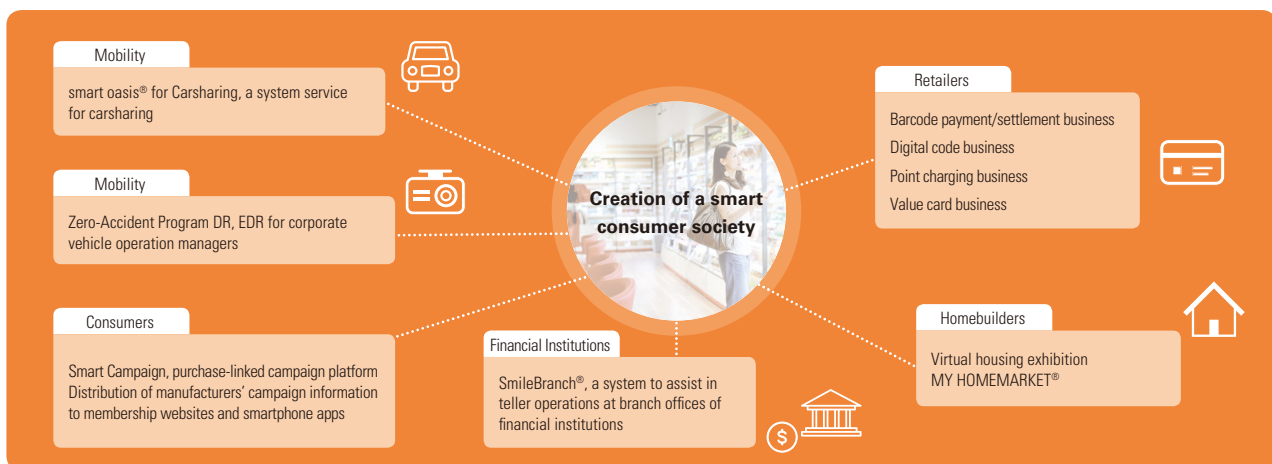 Mobility
smart oasis® for Carsharing, a system service
for carsharing
Mobility
Zero-Accident Program DR, EDR for corporate
vehicle operation managers
Consumers
Smart Campaign, purchase-linked campaign platform
Distribution of manufacturers’ campaign information
to membership websites and smartphone apps
Creation of a smart
consumer society
Financial Institutions
SmileBranch®, a system to assist in
teller operations at branch offices of
financial institutions
$
Retailers
Barcode payment/settlement business
Digital code business
Point charging business
Value card business
Homebuilders
Virtual housing exhibition
MY HOMEMARKET®